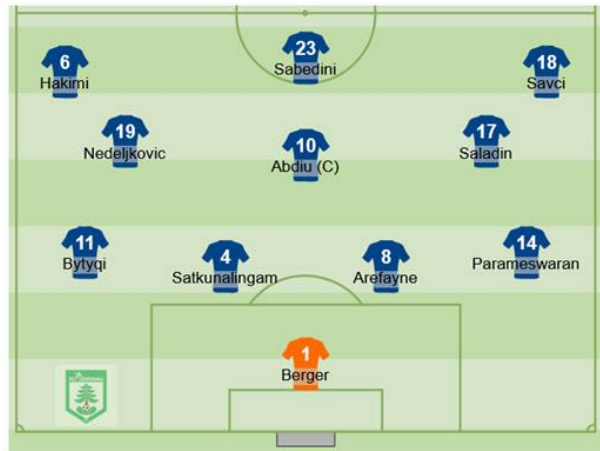 23
Sabedini
6
Hakimi
18
Savci
19
Nedeljkovic
10
Abdiu (C)
17
Saladin
11
Bytyqi
4
Satkunalingam
8
Arefayne
14
Parameswaran
1
Berger